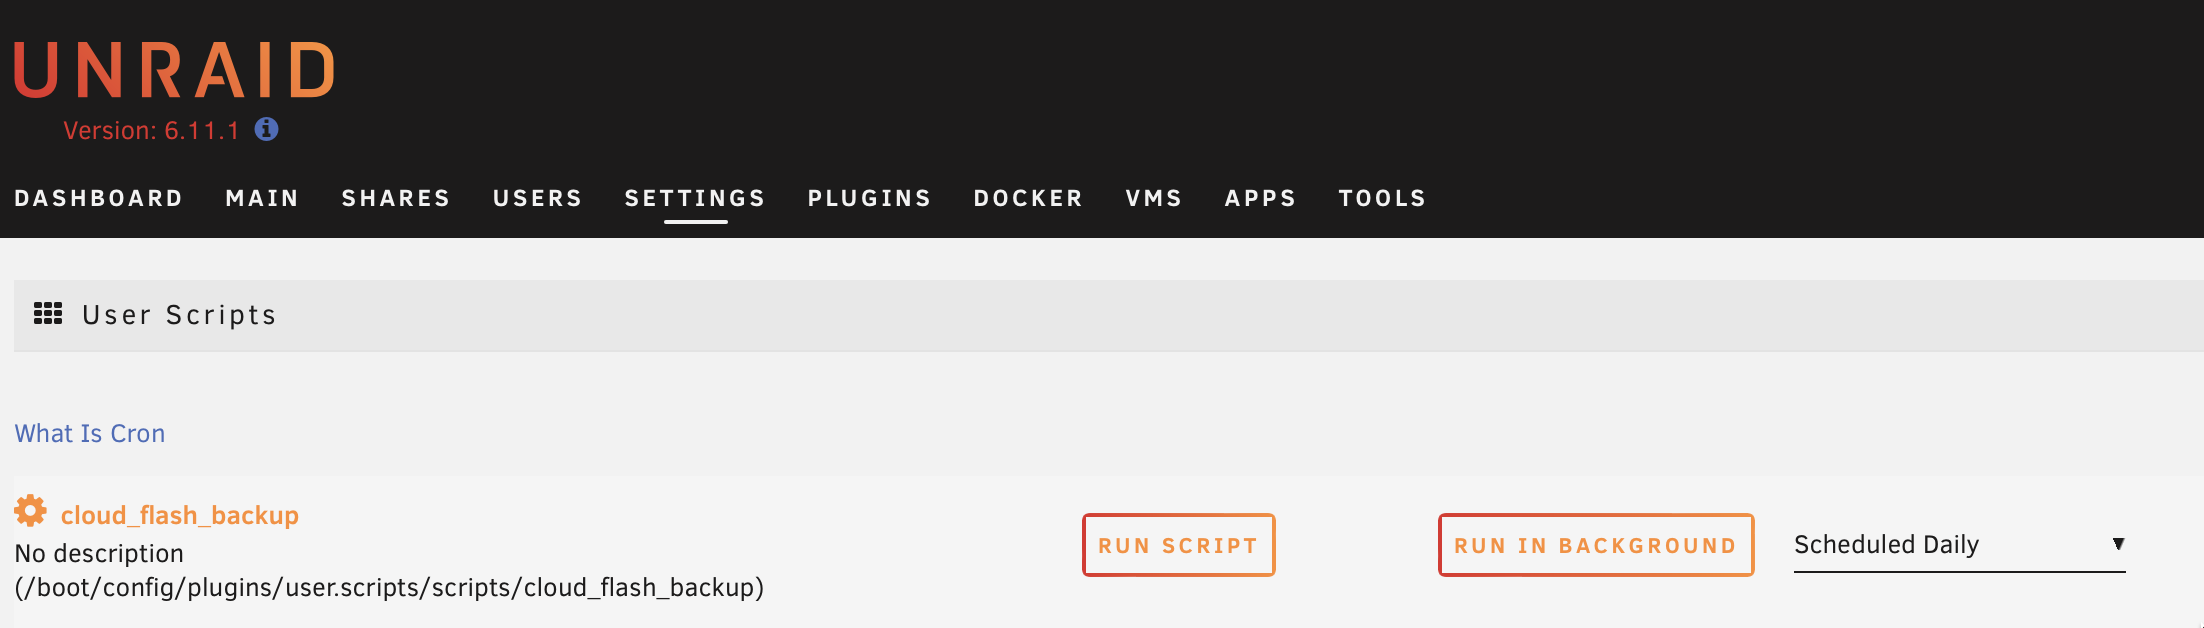 UNRAID
Version: 6.11.1
DASHBOARD MAIN SHARES USERS SETTINGS PLUGINS DOCKER VMS APPS TOOLS
User Scripts
What Is Cron
cloud_flash_backup
No description
(/boot/config/plugins/user.scripts/scripts/cloud_flash_backup)
RUN SCRIPT
RUN IN BACKGROUND
Scheduled Daily